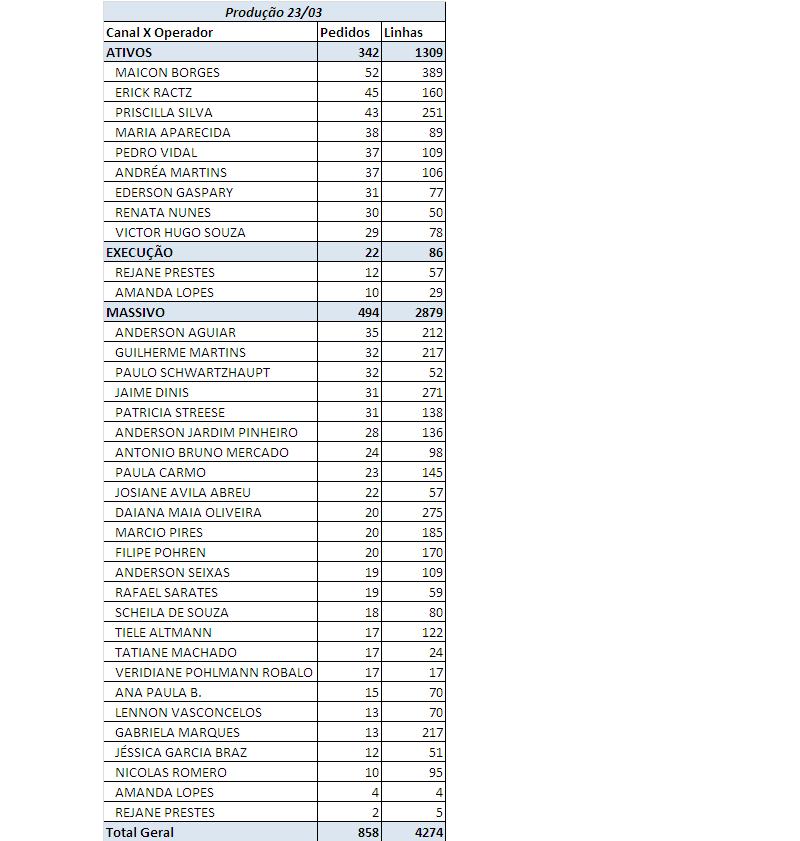 Produção 23/03
Canal X Operador Pedidos Linhas
ATIVOS 342 1309
MAICON BORGES 52 389
ERICK RACTZ 45 160
PRISCILLA SILVA 43 251
MARIA APARECIDA 38 89
PEDRO VIDAL 37 109
ANDRÉA MARTINS 37 106
EDERSON GASPARY 31 77
RENATA NUNES 30 50
VICTOR HUGO SOUZA 29 78
EXECUÇÃO 22 86
REJANE PRESTES 12 57
AMANDA LOPES 10 29
MASSIVO 494 2879
ANDERSON AGUIAR 35 212
GUILHERME MARTINS 32 217
PAULO SCHWARTZHAUPT 32 52
JAIME DINIS 31 271
PATRICIA STREESE 31 138
ANDERSON JARDIM PINHEIRO 28 136
ANTONIO BRUNO MERCADO 24 98
PAULA CARMO 23 145
JOSIANE AVILA ABREU 22 57
DAIANA MAIA OLIVEIRA 20 275
MARCIO PIRES 20 185
FILIPE POHREN 20 170
ANDERSON SEIXAS 19 109
RAFAEL SARATES 19 59
SCHEILA DE SOUZA 18 80
TIELE ALTMANN 17 122
TATIANE MACHADO 17 24
VERIDIANE POHLMANN ROBALO 17 17
ANA PAULA B. 15 70
LENNON VASCONCELOS 13 70
GABRIELA MARQUES 13 217
JÉSSICA GARCIA BRAZ 12 51
NICOLAS ROMERO 10 95
AMANDA LOPES 4 4
REJANE PRESTES 2 5
Total Geral 858 4274